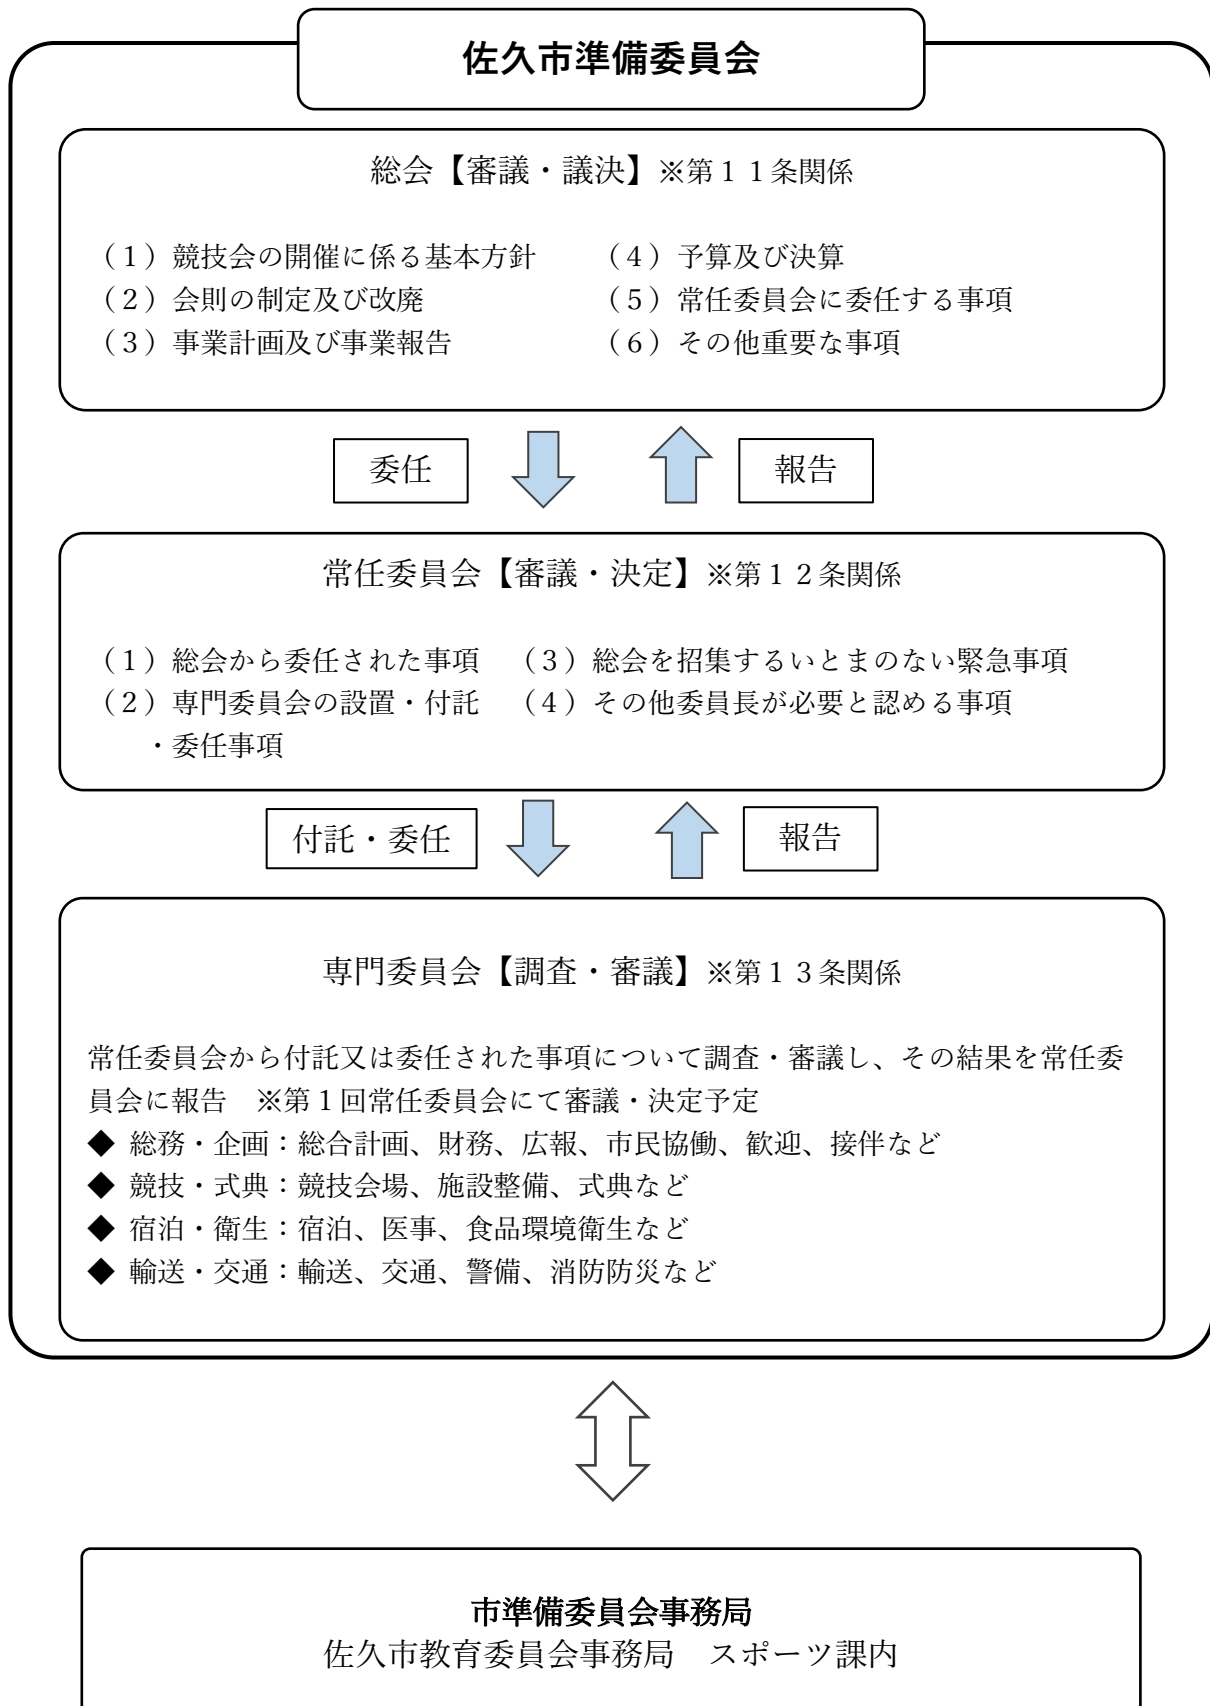 佐久市準備委員会
総会【審議・議決】※第１１条関係
（１）競技会の開催に係る基本方針　　（４）予算及び決算
（２）会則の制定及び改廃　　（５）常任委員会に委任する事項
（３）事業計画及び事業報告　　（６）その他重要な事項
委任　　報告
常任委員会【審議・決定】※第１２条関係
（１）総会から委任された事項　（３）総会を招集するいとまのない緊急事項
（２）専門委員会の設置・付託　（４）その他委員長が必要と認める事項
・委任事項
付託・委任　　報告
専門委員会【調査・審議】※第１３条関係
常任委員会から付託又は委任された事項について調査・審議し、その結果を常任委
員会に報告　※第１回常任委員会にて審議・決定予定
◆ 総務・企画：総合計画、財務、広報、市民協働、歓迎、接伴など
◆ 競技・式典：競技会場、施設整備、式典など
◆ 宿泊・衛生：宿泊、医事、食品環境衛生など
◆ 輸送・交通：輸送、交通、警備、消防防災など
市準備委員会事務局
佐久市教育委員会事務局　スポーツ課内